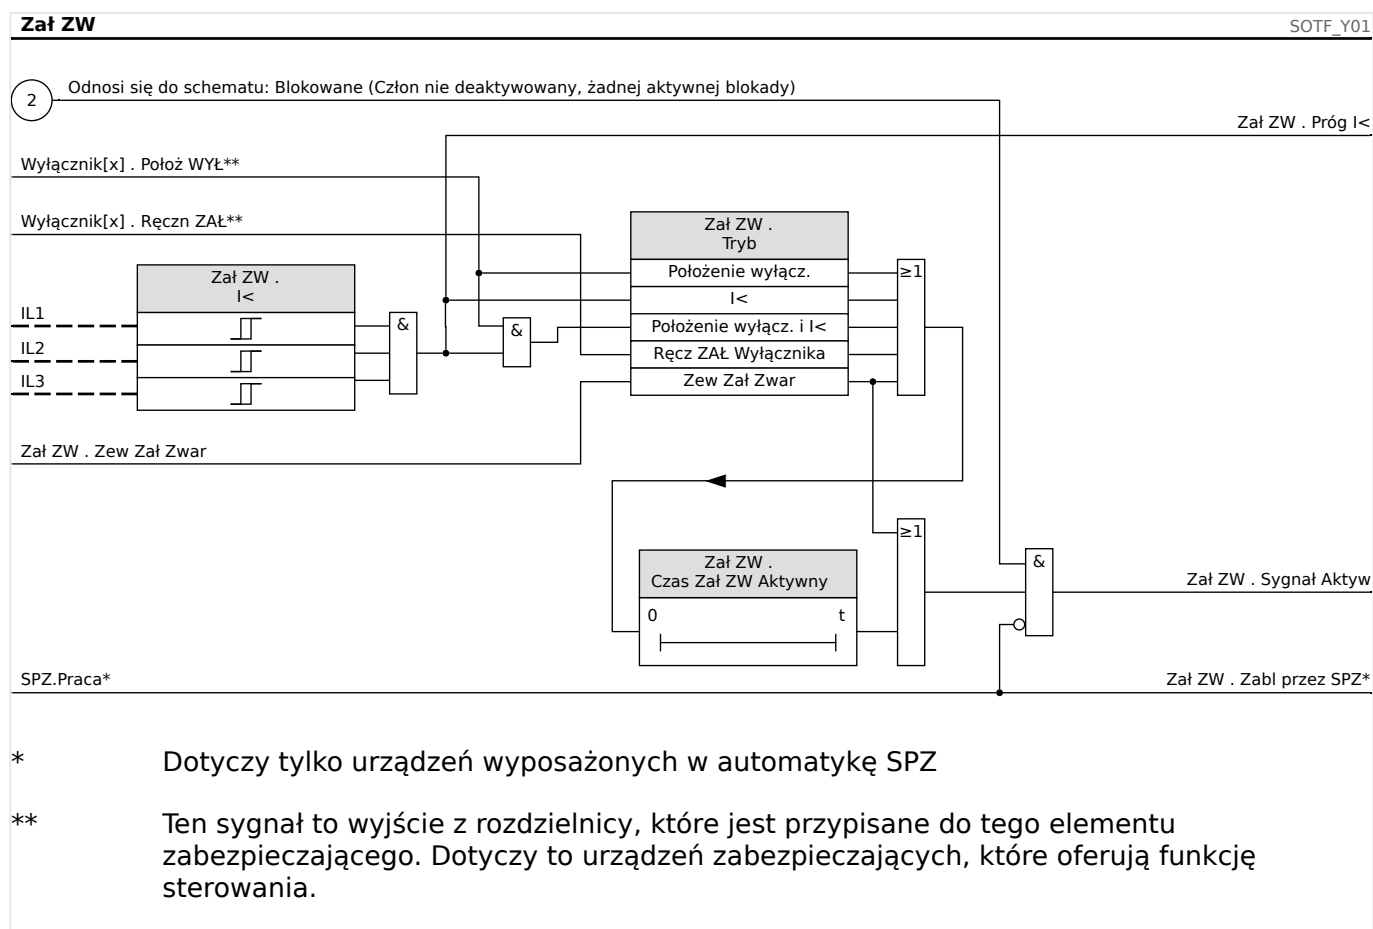 Zał ZW
SOTF_Y01
2
Odnosi się do schematu: Blokowane (Człon nie deaktywowany, żadnej aktywnej blokady)
Zał ZW . Próg I<
Wyłącznik[x] . Położ WYŁ**
Wyłącznik[x] . Ręczn ZAŁ**
Zał ZW .
Tryb
Położenie wyłącz.
≥1
Zał ZW .
I<
I<
IL1
&
&
Położenie wyłącz. i I<
IL2
Ręcz ZAŁ Wyłącznika
IL3
Zew Zał Zwar
Zał ZW . Zew Zał Zwar
≥1
Zał ZW .
Czas Zał ZW Aktywny
&
Zał ZW . Sygnał Aktyw
0
t
SPZ.Praca*
Zał ZW . Zabl przez SPZ*
* Dotyczy tylko urządzeń wyposażonych w automatykę SPZ
** Ten sygnał to wyjście z rozdzielnicy, które jest przypisane do tego elementu
zabezpieczającego. Dotyczy to urządzeń zabezpieczających, które oferują funkcję
sterowania.